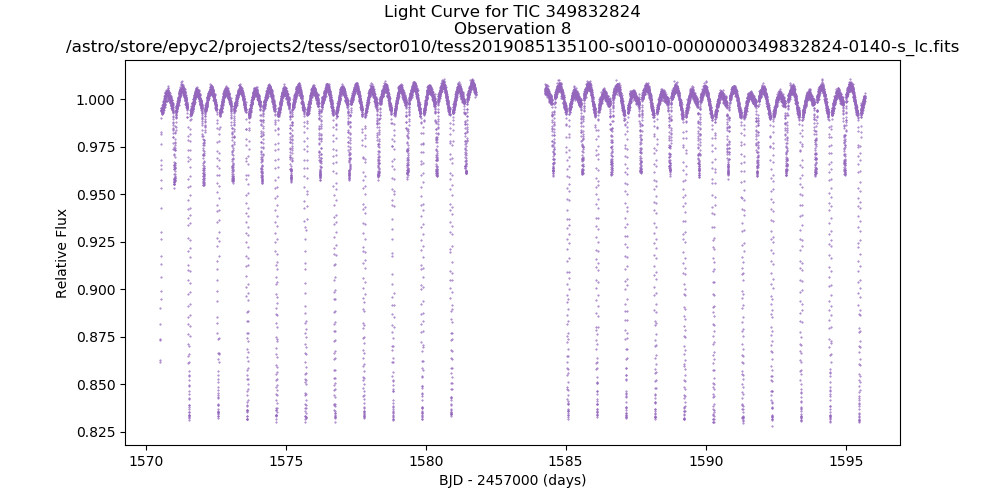 Light Curve for TIC 349832824
Observation 8
/astro/store/epyc2/projects2/tess/sector010/tess2019085135100-s0010-0000000349832824-0140-s_lc.fits
1.000
0.975
0.950
0.925
0.900
0.875
0.850
0.825
Relative Flux
1570
1575
1580
1585
1590
1595
BJD - 2457000 (days)